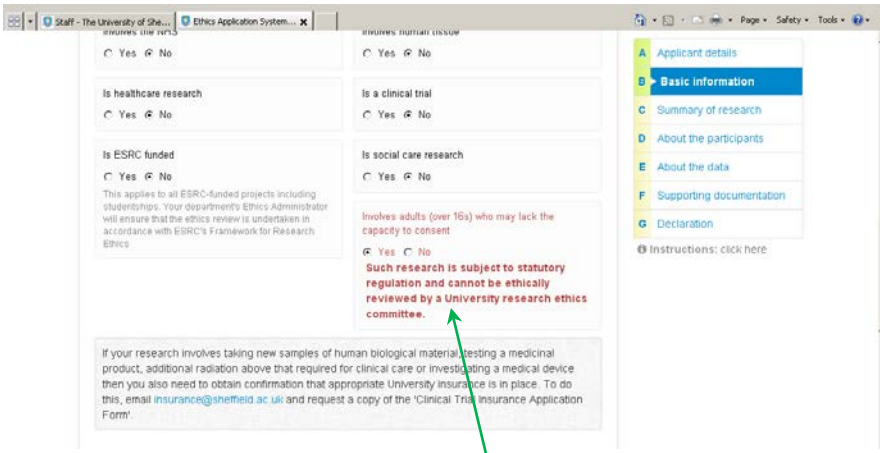 Staff - The University of She...
Ethics Application System... x
Page
Safety
Tools
Involves the NHS
Involves human tissue
Yes No
Yes No
Is healthcare research
Is a clinical trial
Yes No
Yes No
Is ESRC funded
Is social care research
Yes No
Yes No
This applies to all ESRC-funded projects including
studentships. Your department's Ethics Administrator
will ensure that the ethics review is undertaken in
accordance with ESRC's Framework for Research
Ethics
Involves adults (over 16s) who may lack the
capacity to consent
Yes No
Such research is subject to statutory
regulation and cannot be ethically
reviewed by a University research ethics
committee.
If your research involves taking new samples of human biological material, testing a medicinal
product, additional radiation above that required for clinical care or investigating a medical device
then you also need to obtain confirmation that appropriate University insurance is in place. To do
this, email insurance@sheffield.ac.uk and request a copy of the 'Clinical Trial Insurance Application
Form'.
A Applicant details
B Basic information
C Summary of research
D About the participants
E About the data
F Supporting documentation
G Declaration
Instructions: click here